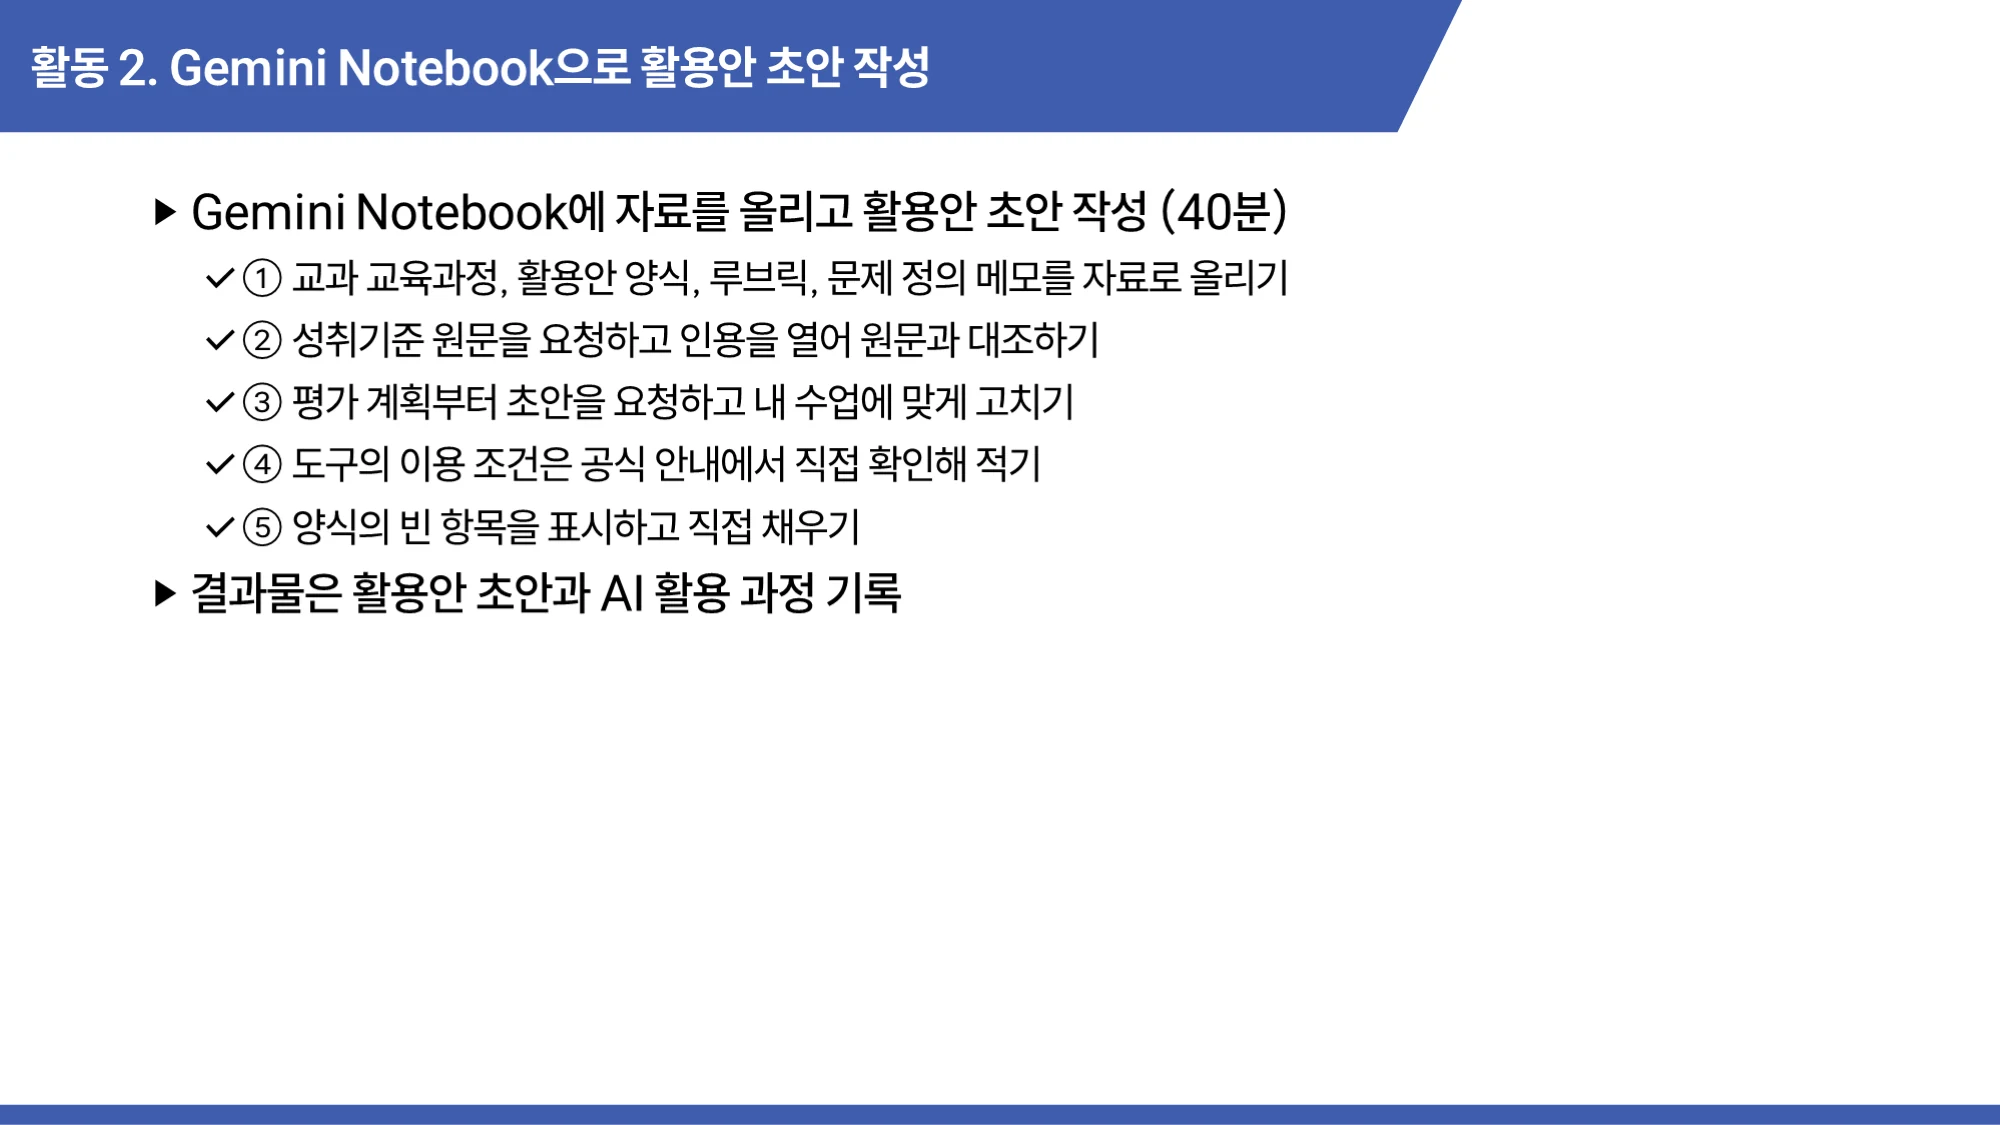 활동 2. Gemini Notebook으로 활용안 초안 작성
▶ Gemini Notebook에 자료를 올리고 활용안 초안 작성 (40분)
✓ ① 교과 교육과정, 활용안 양식, 루브릭, 문제 정의 메모를 자료로 올리기
✓ ② 성취기준 원문을 요청하고 인용을 열어 원문과 대조하기
✓ ③ 평가 계획부터 초안을 요청하고 내 수업에 맞게 고치기
✓ ④ 도구의 이용 조건은 공식 안내에서 직접 확인해 적기
✓ ⑤ 양식의 빈 항목을 표시하고 직접 채우기
▶ 결과물은 활용안 초안과 AI 활용 과정 기록